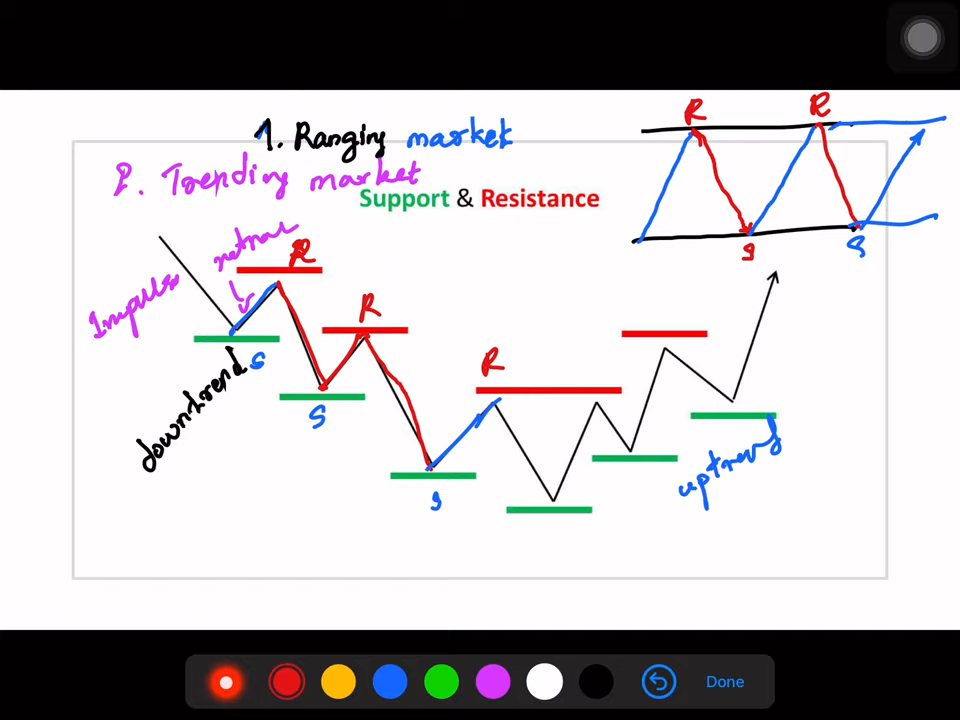 1. Ranging market
2. Trending market
Support & Resistance
R
R
S
S
Impulse
retrace
R
S
downtrend
R
S
R
S
uptrend
Done